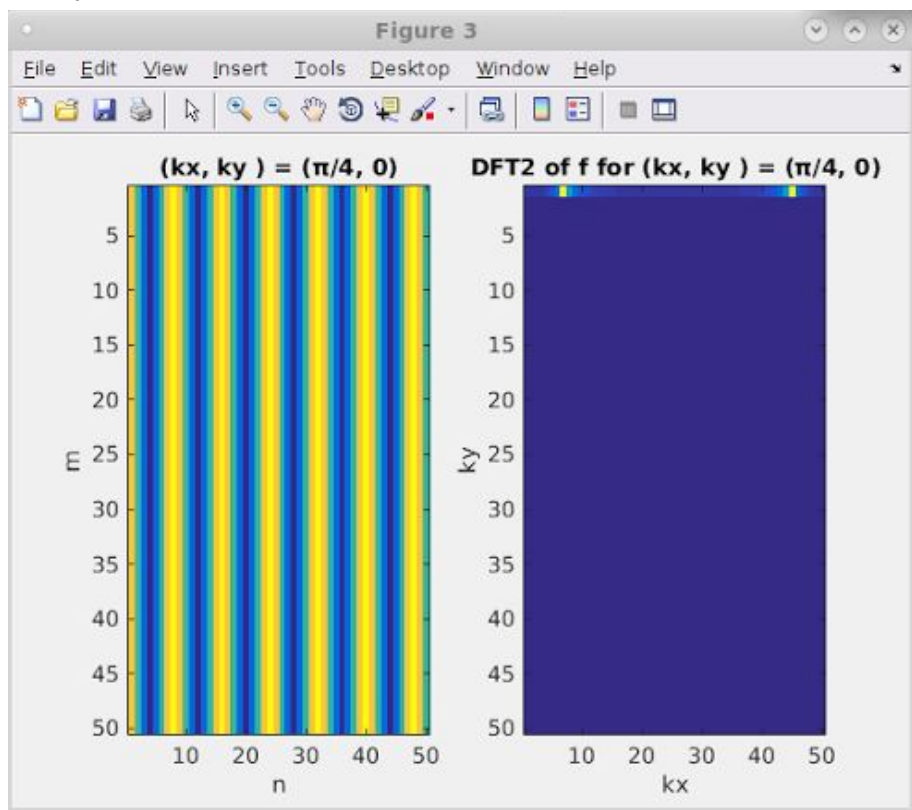 Figure 3
File Edit View Insert Tools Desktop Window Help
(kx, ky ) = (π/4, 0)
5
10
15
20
25
30
35
40
45
50
m
10 20 30 40 50
n
DFT2 of f for (kx, ky ) = (π/4, 0)
5
10
15
20
25
30
35
40
45
50
ky
10 20 30 40 50
kx